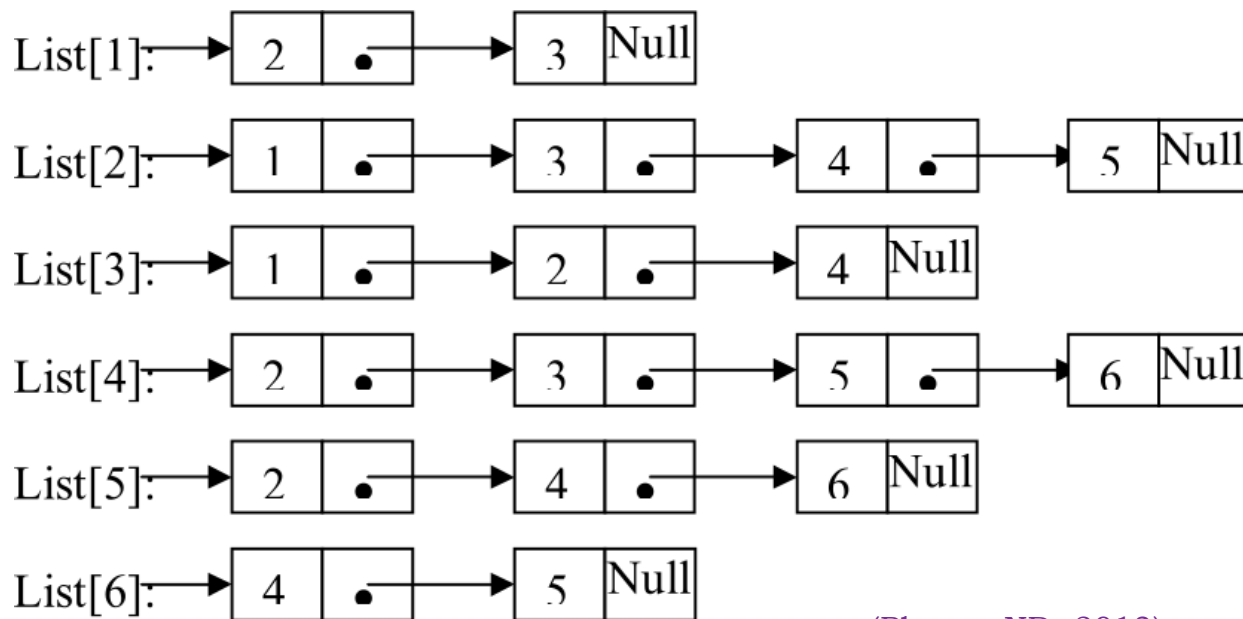 List[1]: 2 3 Null
List[2]: 1 3 4 5 Null
List[3]: 1 2 4 Null
List[4]: 2 3 5 6 Null
List[5]: 2 4 6 Null
List[6]: 4 5 Null